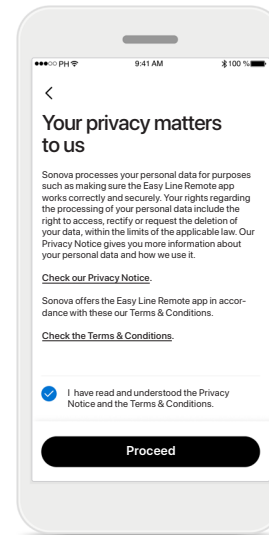 ●●●○○ PH 9:41 AM 100 %
Your privacy matters
to us
Sonova processes your personal data for purposes
such as making sure the Easy Line Remote app
works correctly and securely. Your rights regarding
the processing of your personal data include the
right to access, rectify or request the deletion of
your data, within the limits of the applicable law. Our
Privacy Notice gives you more information about
your personal data and how we use it.
Check our Privacy Notice.
Sonova offers the Easy Line Remote app in accor-
dance with these our Terms & Conditions.
Check the Terms & Conditions.
I have read and understood the Privacy
Notice and the Terms & Conditions.
Proceed